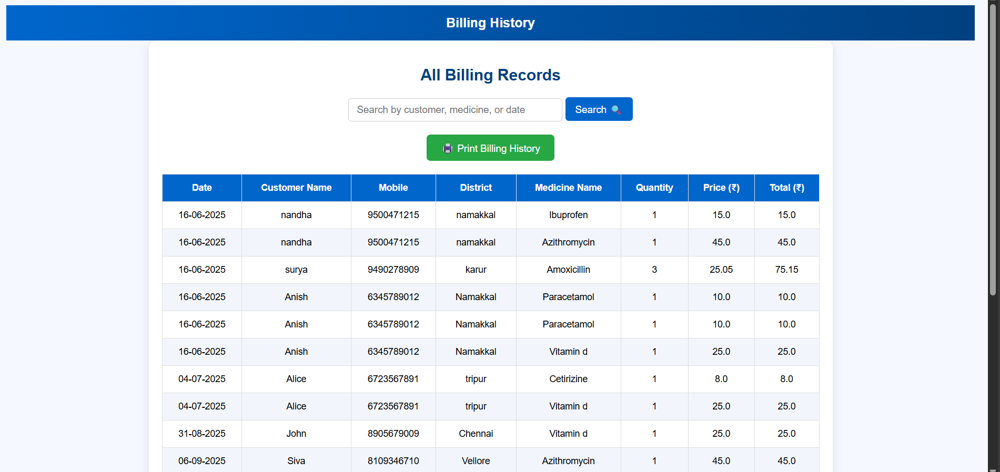 Billing History
All Billing Records
Search by customer, medicine, or date Search
Print Billing History
Date Customer Name Mobile District Medicine Name Quantity Price (₹) Total (₹)
16-06-2025 nandha 9500471215 namakkal Ibuprofen 1 15.0 15.0
16-06-2025 nandha 9500471215 namakkal Azithromycin 1 45.0 45.0
16-06-2025 surya 9490278909 karur Amoxicillin 3 25.05 75.15
16-06-2025 Anish 6345789012 Namakkal Paracetamol 1 10.0 10.0
16-06-2025 Anish 6345789012 Namakkal Paracetamol 1 10.0 10.0
16-06-2025 Anish 6345789012 Namakkal Vitamin d 1 25.0 25.0
04-07-2025 Alice 6723567891 tripur Cetirizine 1 8.0 8.0
04-07-2025 Alice 6723567891 tripur Vitamin d 1 25.0 25.0
31-08-2025 John 8905679009 Chennai Vitamin d 1 25.0 25.0
06-09-2025 Siva 8109346710 Vellore Azithromycin 1 45.0 45.0